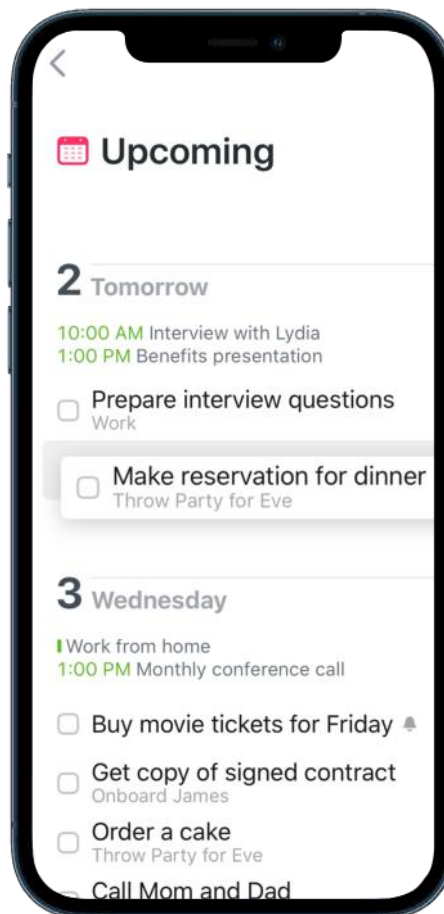 Upcoming
2 Tomorrow
10:00 AM Interview with Lydia
1:00 PM Benefits presentation
Prepare interview questions
Work
Make reservation for dinner
Throw Party for Eve
3 Wednesday
Work from home
1:00 PM Monthly conference call
Buy movie tickets for Friday
Get copy of signed contract
Onboard James
Order a cake
Throw Party for Eve
Call Mom and Dad